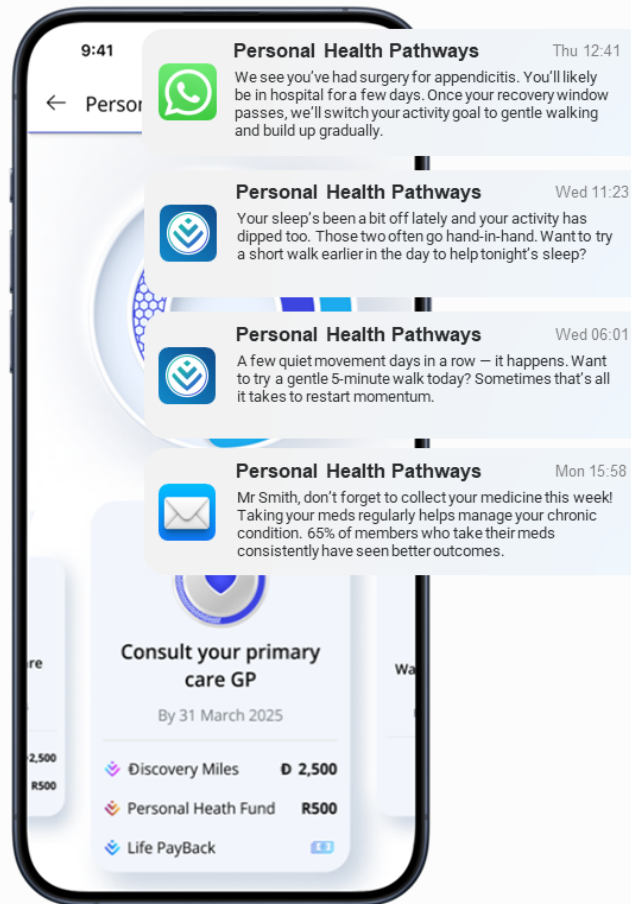 9:41
Person
Personal Health Pathways
Thu 12:41
We see you've had surgery for appendicitis. You'll likely
be in hospital for a few days. Once your recovery window
passes, we'll switch your activity goal to gentle walking
and build up gradually.
Personal Health Pathways
Wed 11:23
Your sleep's been a bit off lately and your activity has
dipped too. Those two often go hand-in-hand. Want to try
a short walk earlier in the day to help tonight's sleep?
Personal Health Pathways
Wed 06:01
A few quiet movement days in a row — it happens. Want
to try a gentle 5-minute walk today? Sometimes that's all
it takes to restart momentum.
Personal Health Pathways
Mon 15:58
Mr Smith, don't forget to collect your medicine this week!
Taking your meds regularly helps manage your chronic
condition. 65% of members who take their meds
consistently have seen better outcomes.
Consult your primary
care GP
By 31 March 2025
Điscovery Miles Đ 2,500
Personal Heath Fund R500
Life PayBack
re
2,500
R500
Wa